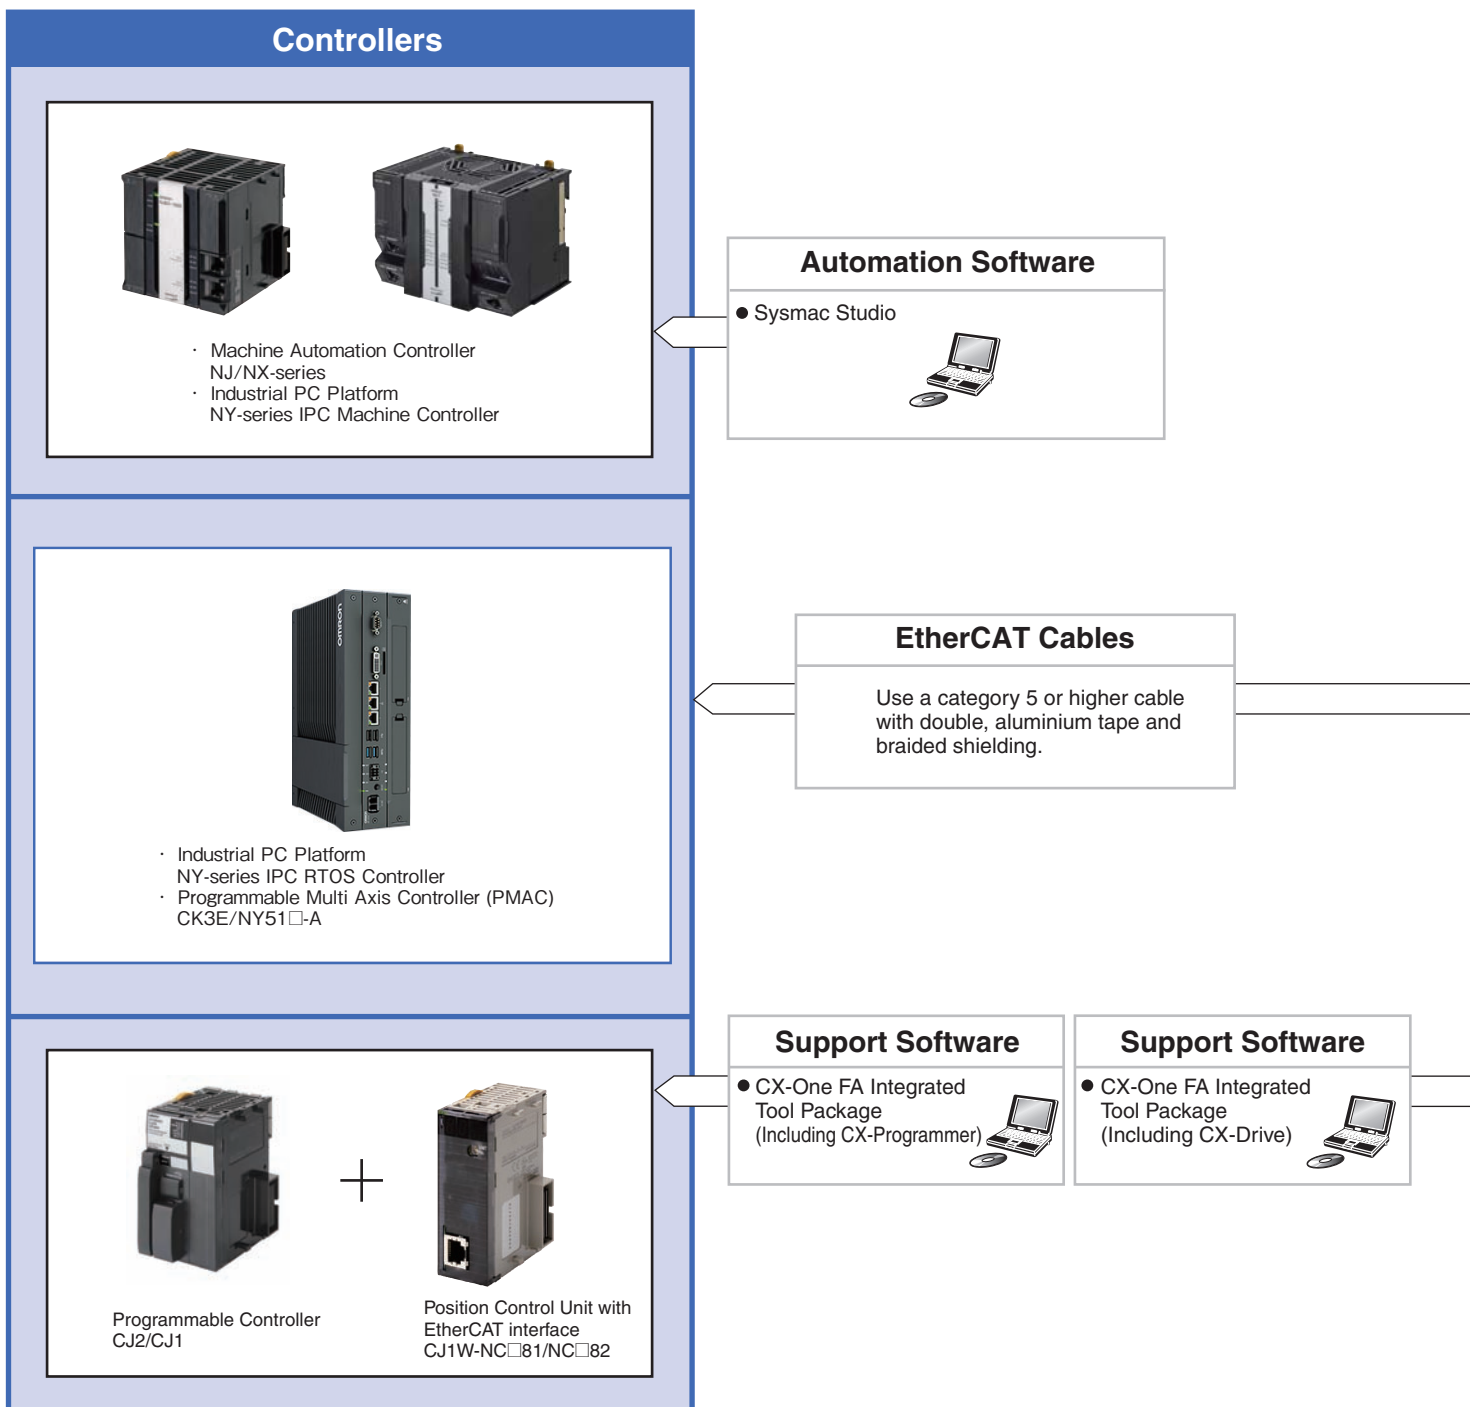 Controllers
· Machine Automation Controller
NJ/NX-series
· Industrial PC Platform
NY-series IPC Machine Controller
Automation Software
● Sysmac Studio
omron
· Industrial PC Platform
NY-series IPC RTOS Controller
· Programmable Multi Axis Controller (PMAC)
CK3E/NY51□-A
EtherCAT Cables
Use a category 5 or higher cable
with double, aluminium tape and
braided shielding.
Support Software
● CX-One FA Integrated
Tool Package
(Including CX-Programmer)
Support Software
● CX-One FA Integrated
Tool Package
(Including CX-Drive)
Programmable Controller
CJ2/CJ1
Position Control Unit with
EtherCAT interface
CJ1W-NC□81/NC□82